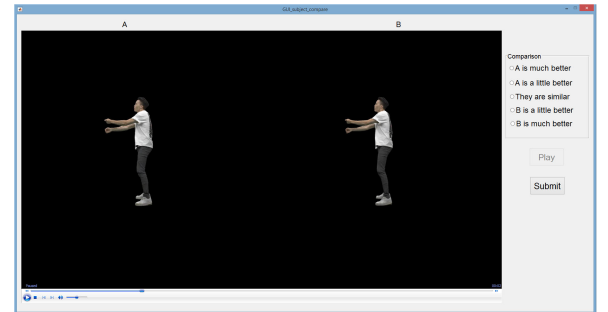 GUI_subject_compare
A
B
Comparison
A is much better
A is a little better
They are similar
B is a little better
B is much better
Play
Submit
Paused